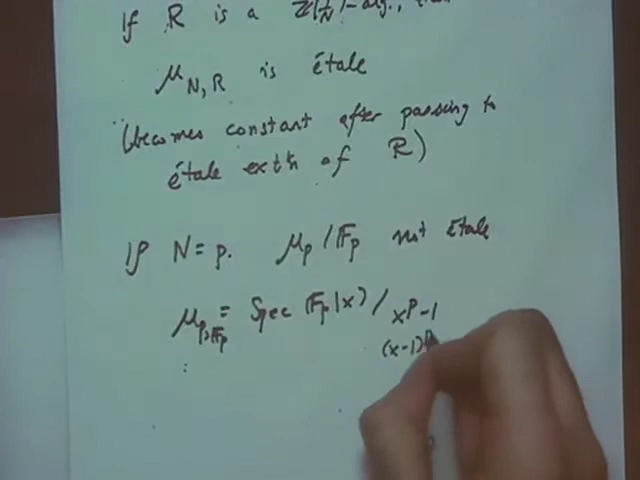 If R is a ℤ[1/N]-alg.,
μ_{N,R} is étale
(becomes constant after passing to
étale extn of R)
If N = p. μ_p / 𝔽_p not étale
μ_{p,𝔽_p} = Spec 𝔽_p[x] / x^p - 1
(x-1)